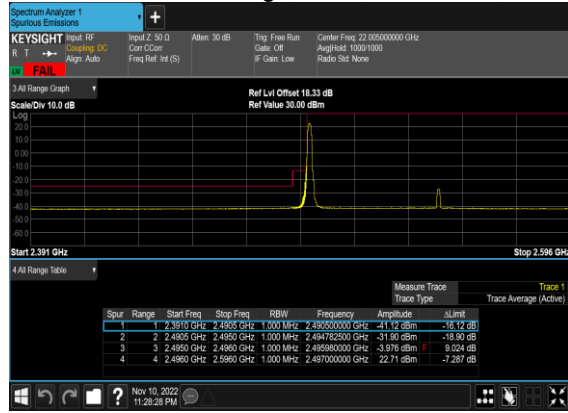 Spectrum Analyzer 1
Spurious Emissions
+
KEYSIGHT Input: RF Input Z: 50 Ω Atten: 30 dB Trig: Free Run Center Freq: 22.005000000 GHz
R T Coupling: DC Corr CCorr Gate: Off Avg|Hold: 1000/1000
Align: Auto Freq Ref: Int (S) IF Gain: Low Radio Std: None
FAIL
3 All Range Graph
Ref Lvl Offset 18.33 dB
Scale/Div 10.0 dB Ref Value 30.00 dBm
Log
20.0
10.0
0.00
-10.0
-20.0
-30.0
-40.0
-50.0
-60.0
Start 2.391 GHz Stop 2.596 GHz
4 All Range Table
Measure Trace Trace 1
Trace Type Trace Average (Active)
Spur Range Start Freq Stop Freq RBW Frequency Amplitude ΔLimit
1 1 2.3910 GHz 2.4905 GHz 1.000 MHz 2.490500000 GHz -41.12 dBm -16.12 dB
2 2 2.4905 GHz 2.4950 GHz 1.000 MHz 2.494782500 GHz -31.90 dBm -18.90 dB
3 3 2.4950 GHz 2.4960 GHz 1.000 MHz 2.495980000 GHz -3.976 dBm F 9.024 dB
4 4 2.4960 GHz 2.5960 GHz 1.000 MHz 2.497000000 GHz 22.71 dBm -7.287 dB
? Nov 10, 2022
11:28:28 PM